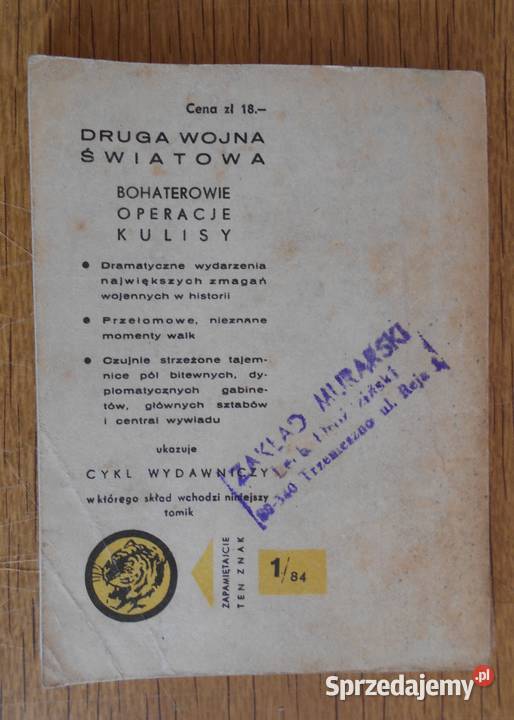 Cena zł 18.–
DRUGA WOJNA
ŚWIATOWA
BOHATEROWIE
OPERACJE
KULISY
● Dramatyczne wydarzenia
największych zmagań
wojennych w historii
● Przełomowe, nieznane
momenty walk
● Czujnie strzeżone tajem-
nice pól bitewnych, dy-
plomatycznych gabine-
tów, głównych sztabów
i central wywiadu
ukazuje
CYKL WYDAWNICZY
w którego skład wchodzi niniejszy
tomik
ZAPAMIĘTAJCIE
TEN ZNAK
1/84
ZAKŁAD MURARSKI
Trzemeszno ul. Reja
Sprzedajemy.pl